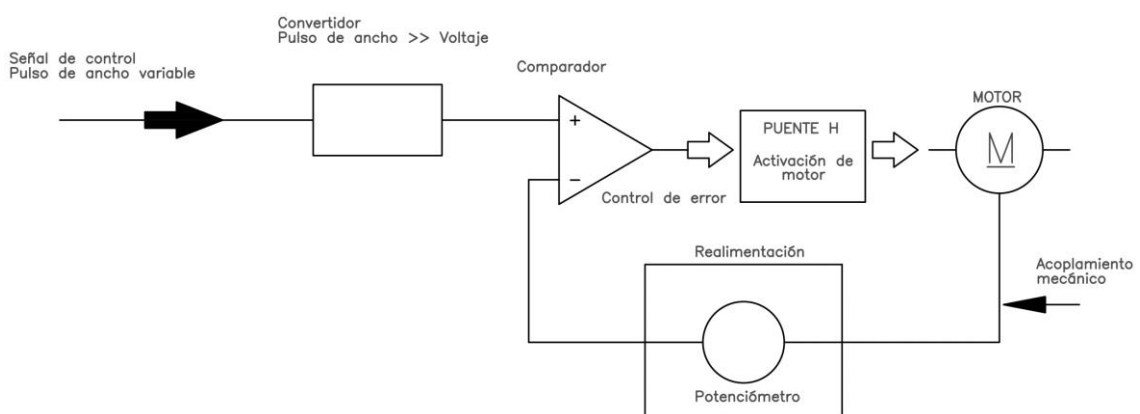 Convertidor
Pulso de ancho >> Voltaje
Señal de control
Pulso de ancho variable
Comparador
MOTOR
+
PUENTE H
M
Activación de
motor
−
Control de error
Realimentación
Acoplamiento
mecánico
Potenciómetro